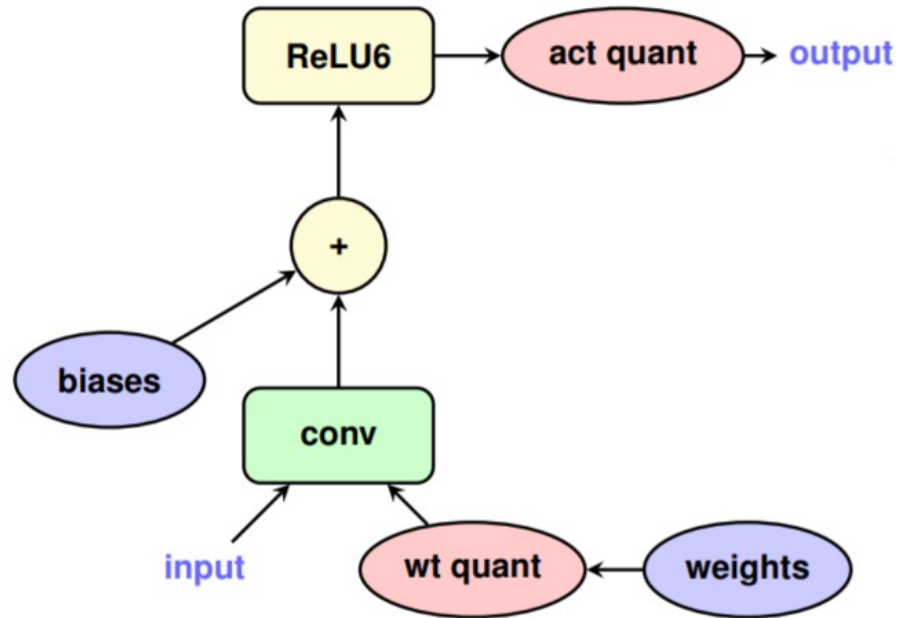 ReLU6
act quant
output
+
biases
conv
input
wt quant
weights